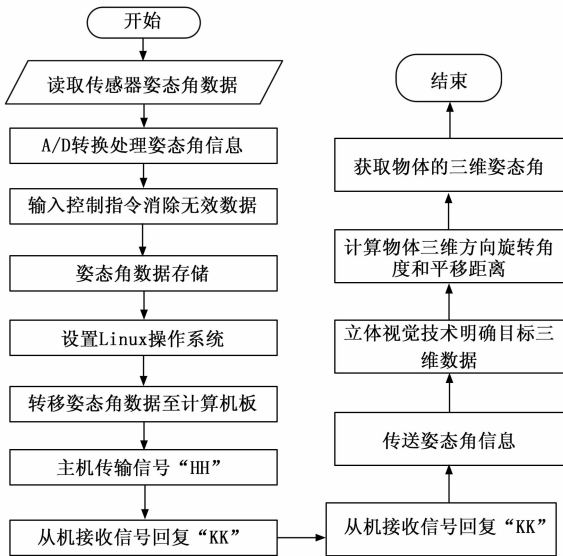 开始
读取传感器姿态角数据
A/D转换处理姿态角信息
输入控制指令消除无效数据
姿态角数据存储
设置Linux操作系统
转移姿态角数据至计算机板
主机传输信号“HH”
从机接收信号回复“KK”
从机接收信号回复“KK”
传送姿态角信息
立体视觉技术明确目标三
维数据
计算物体三维方向旋转角
度和平移距离
获取物体的三维姿态角
结束